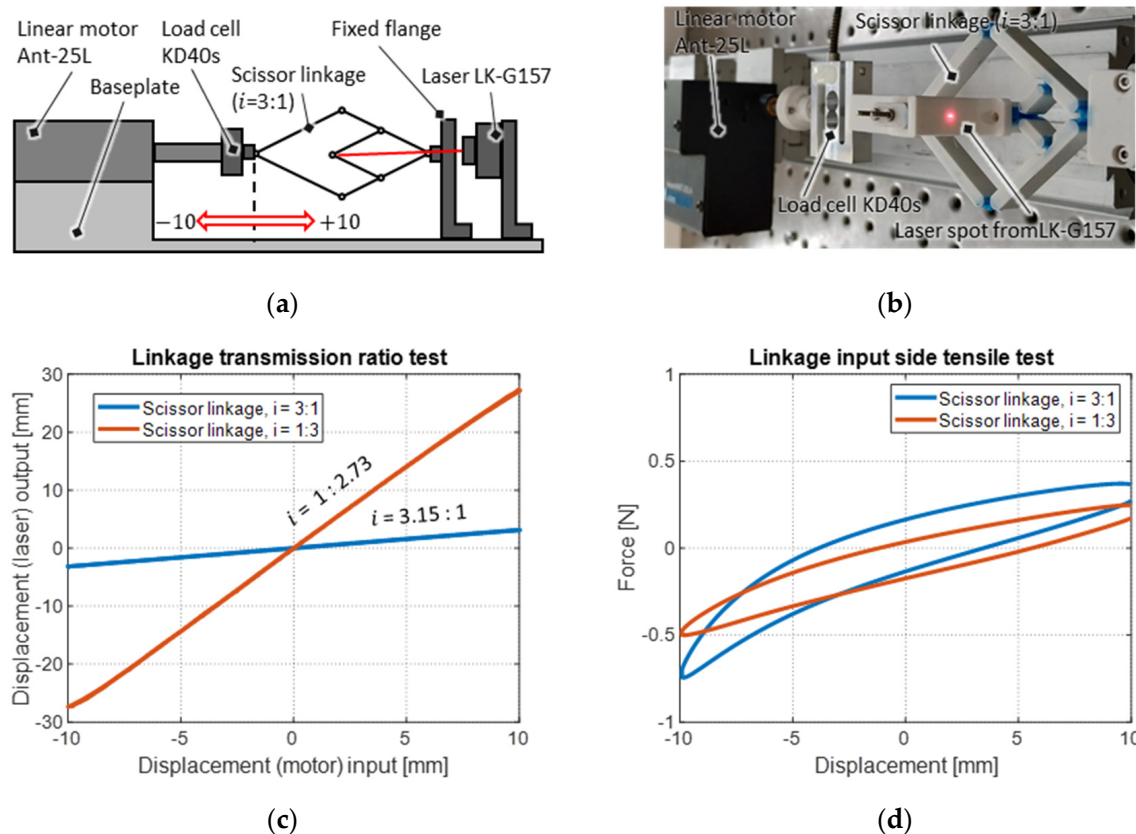 Linear motor
Ant-25L
Baseplate
Load cell
KD40s
Scissor linkage
(i=3:1)
Fixed flange
Laser LK-G157
−10
+10
(a)
Linear motor
Ant-25L
Scissor linkage (i=3:1)
Load cell KD40s
Laser spot fromLK-G157
(b)
Linkage transmission ratio test
Scissor linkage, i = 3:1
Scissor linkage, i = 1:3
i = 1 : 2.73
i = 3.15 : 1
30
20
10
0
-10
-20
-30
Displacement (laser) output [mm]
-10
-5
0
5
10
Displacement (motor) input [mm]
(c)
Linkage input side tensile test
Scissor linkage, i = 3:1
Scissor linkage, i = 1:3
1
0.5
0
-0.5
-1
Force [N]
-10
-5
0
5
10
Displacement [mm]
(d)